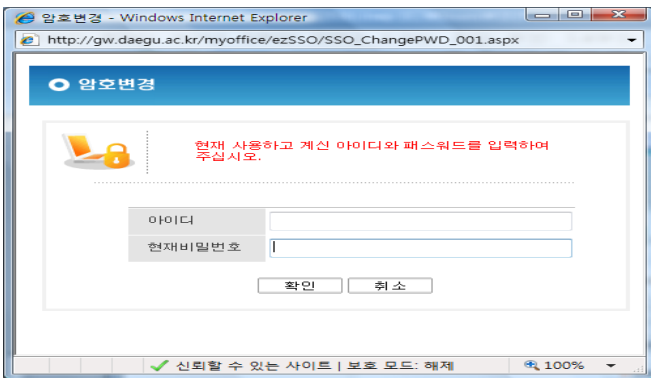 암호변경 - Windows Internet Explorer
http://gw.daegu.ac.kr/myoffice/ezSSO/SSO_ChangePWD_001.aspx
암호변경
현재 사용하고 계신 아이디와 패스워드를 입력하여
주십시오.
아이디
현재비밀번호
확인 취소
신뢰할 수 있는 사이트 | 보호 모드: 해제 100%